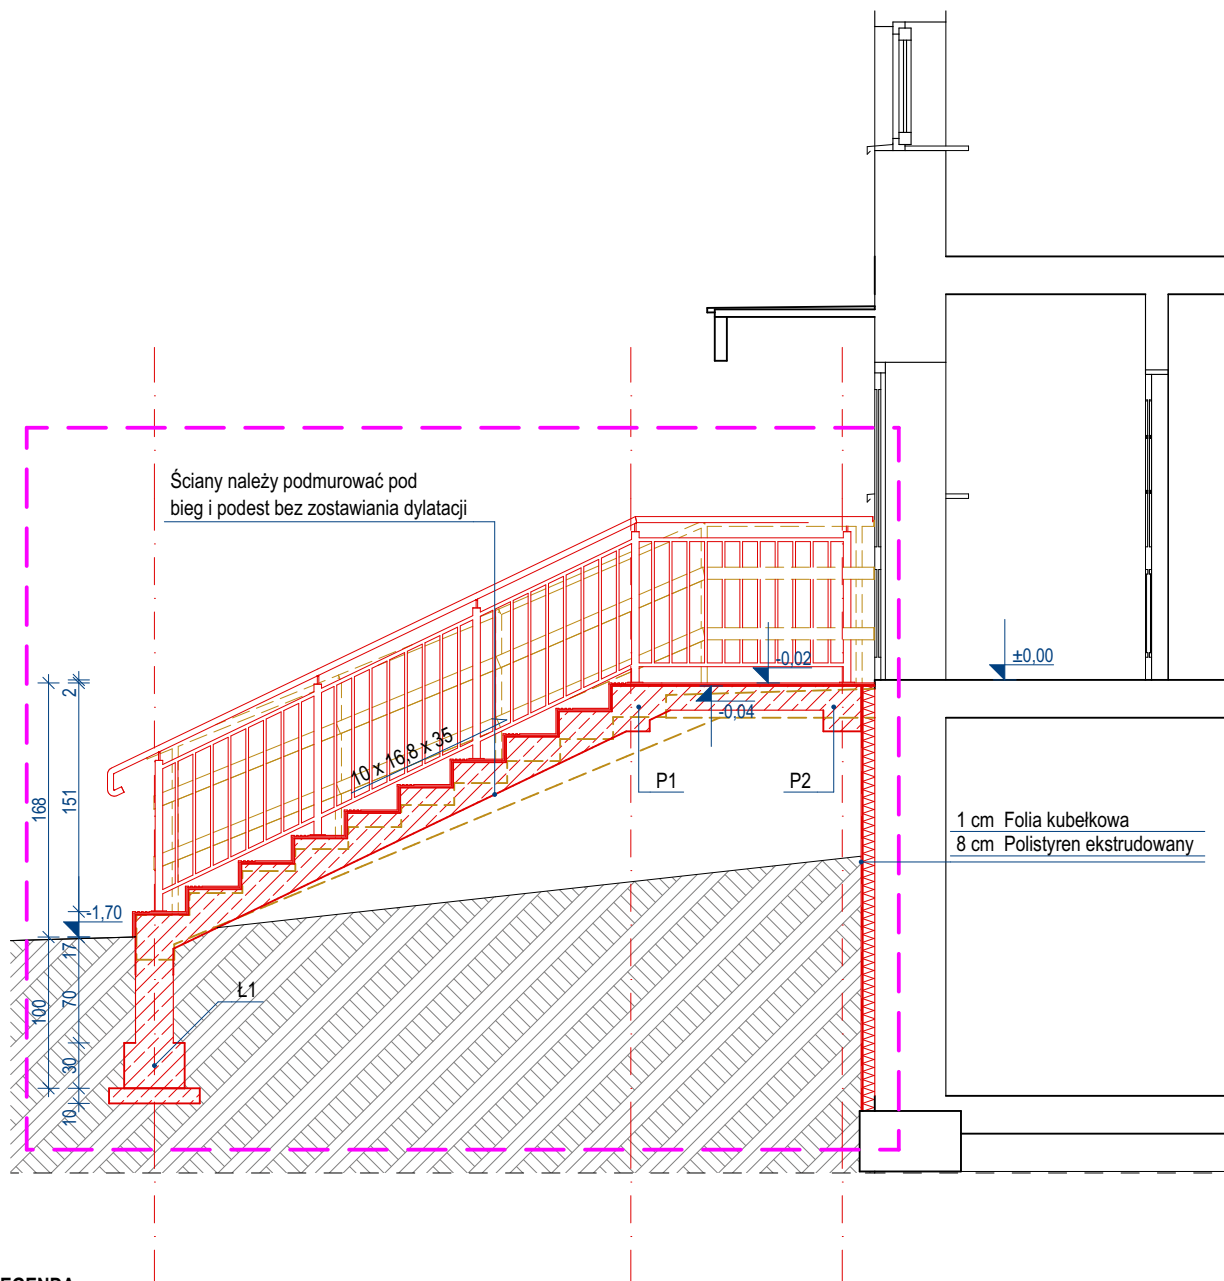 Ściany należy podmurować pod
bieg i podest bez zostawiania dylatacji
±0,00
-0,02
-0,04
2
10 x 16,8 x 35
P1
P2
168
151
1 cm Folia kubełkowa
8 cm Polistyren ekstrudowany
-1,70
17
Ł1
100
70
30
10